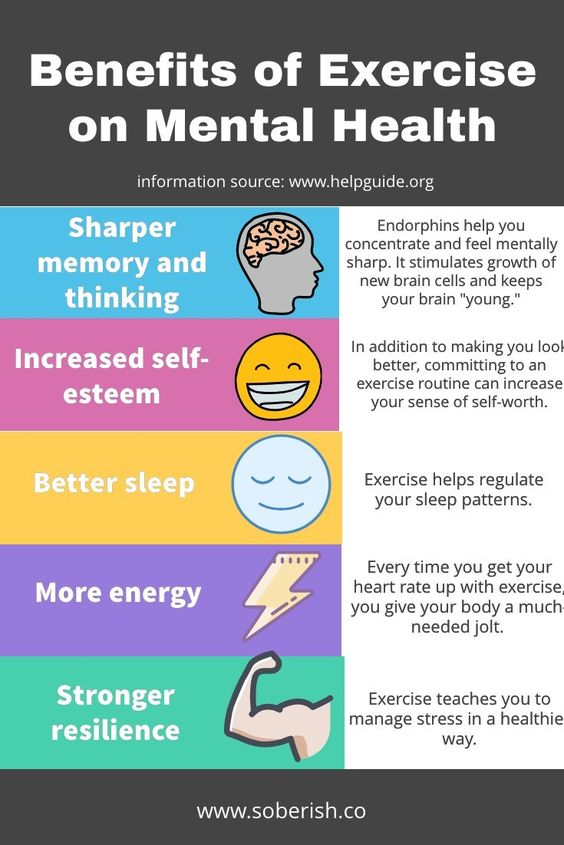 Benefits of Exercise
on Mental Health
information source: www.helpguide.org
Sharper
memory and
thinking
Endorphins help you
concentrate and feel mentally
sharp. It stimulates growth of
new brain cells and keeps
your brain "young."
Increased self-
esteem
In addition to making you look
better, committing to an
exercise routine can increase
your sense of self-worth.
Better sleep
Exercise helps regulate
your sleep patterns.
More energy
Every time you get your
heart rate up with exercise,
you give your body a much-
needed jolt.
Stronger
resilience
Exercise teaches you to
manage stress in a healthie
way.
www.soberish.co